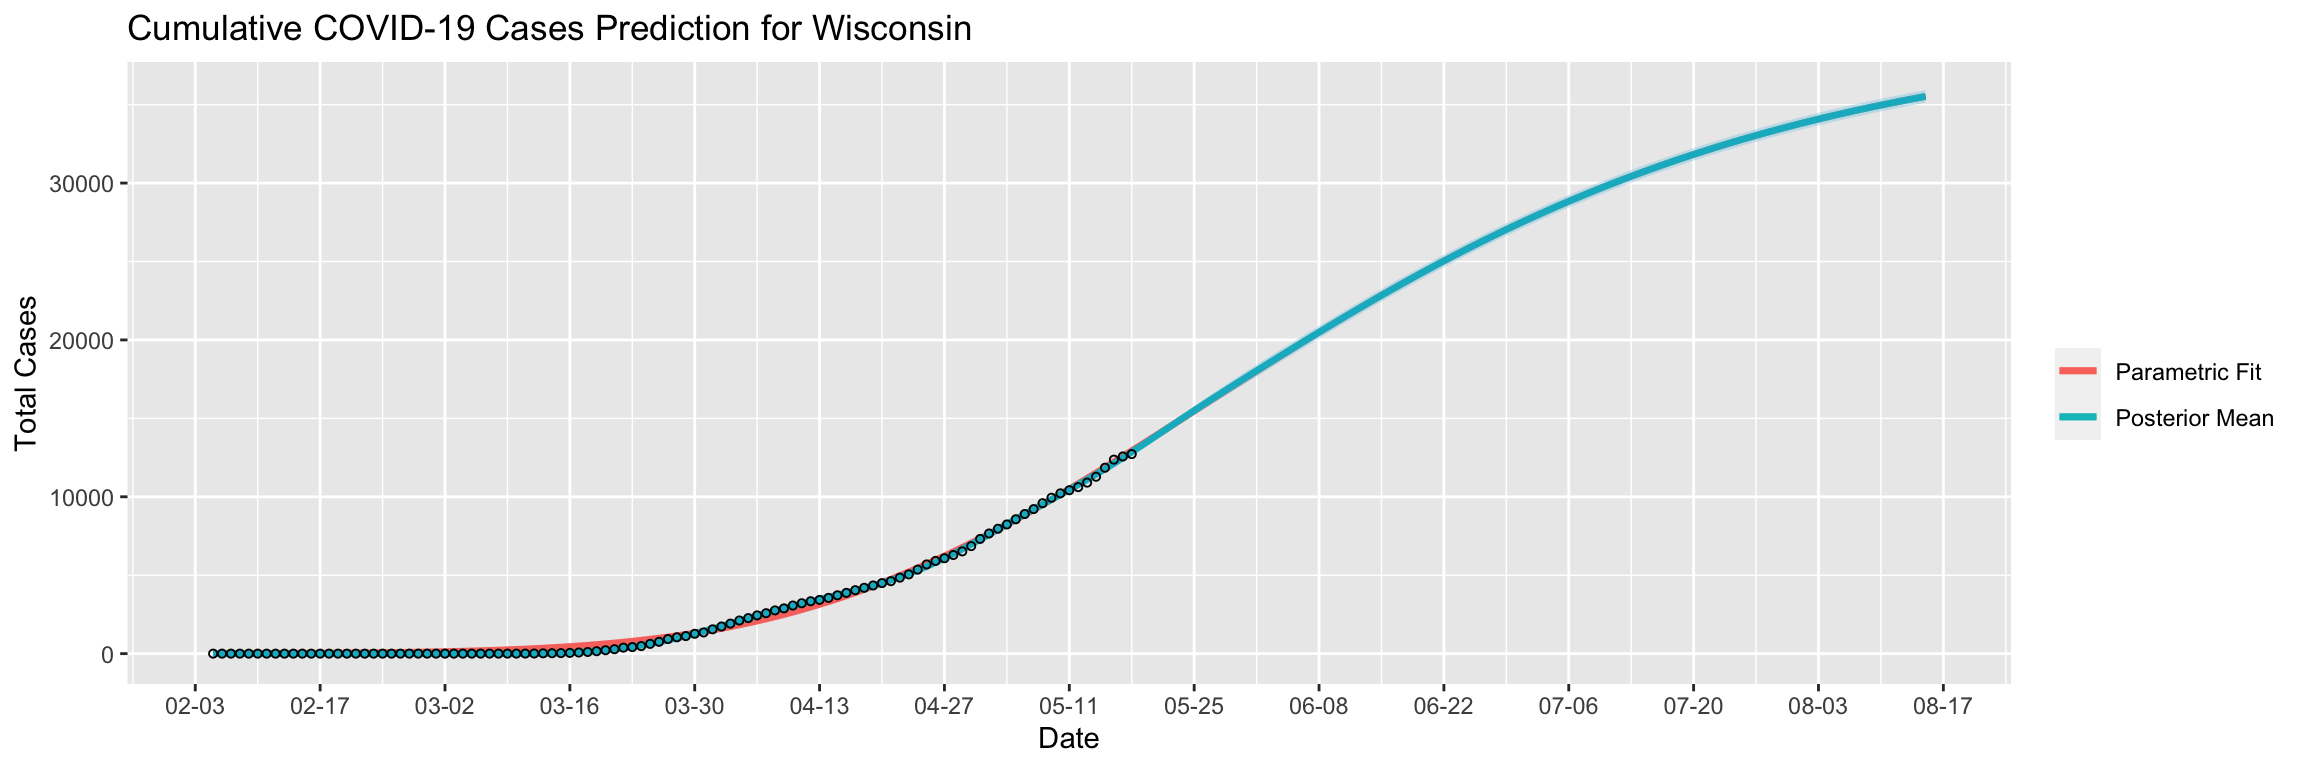 Cumulative COVID-19 Cases Prediction for Wisconsin
Total Cases
30000
20000
10000
0
02-03 02-17 03-02 03-16 03-30 04-13 04-27 05-11 05-25 06-08 06-22 07-06 07-20 08-03 08-17
Date
Parametric Fit
Posterior Mean